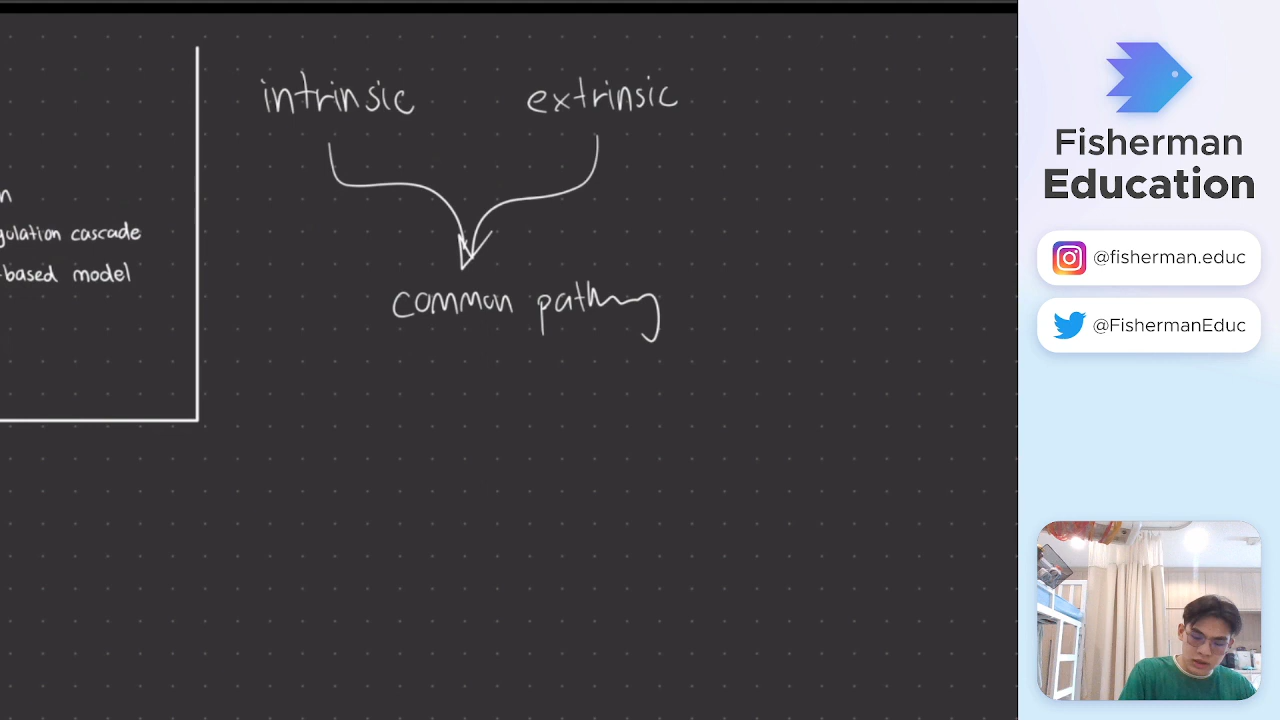 intrinsic extrinsic
common pathway
n
gulation cascade
-based model
Fisherman
Education
@fisherman.educ
@FishermanEduc